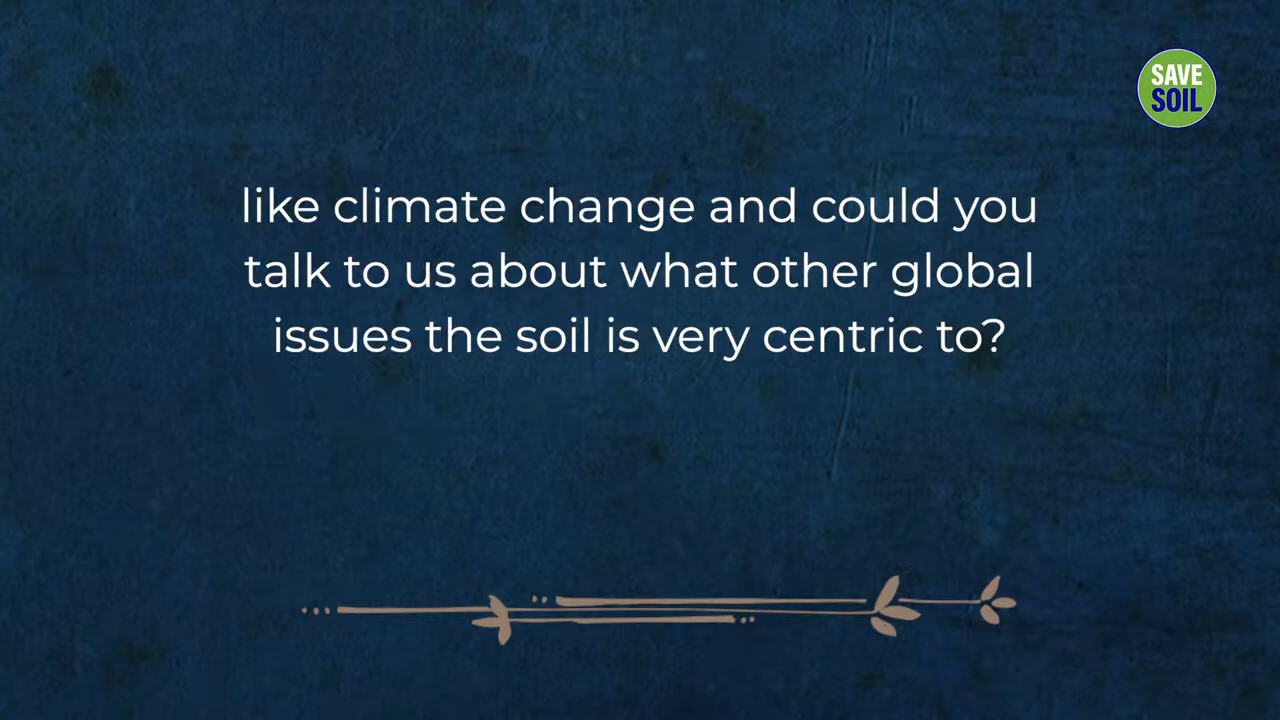 SAVE
SOIL
like climate change and could you
talk to us about what other global
issues the soil is very centric to?